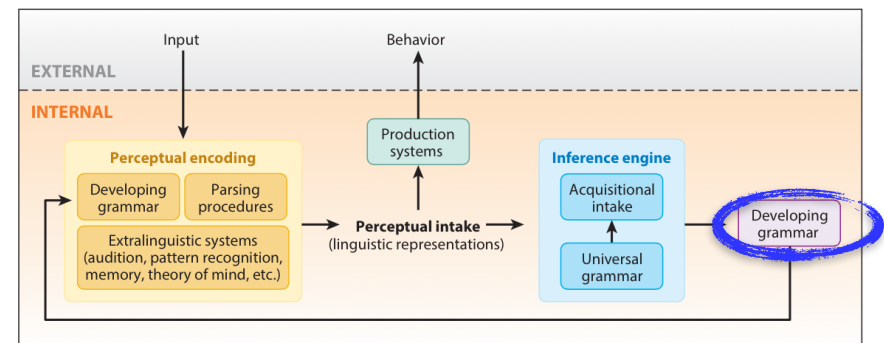 Input
Behavior
EXTERNAL
INTERNAL
Perceptual encoding
Developing
grammar
Parsing
procedures
Extralinguistic systems
(audition, pattern recognition,
memory, theory of mind, etc.)
Production
systems
Perceptual intake
(linguistic representations)
Inference engine
Acquisitional
intake
Universal
grammar
Developing
grammar